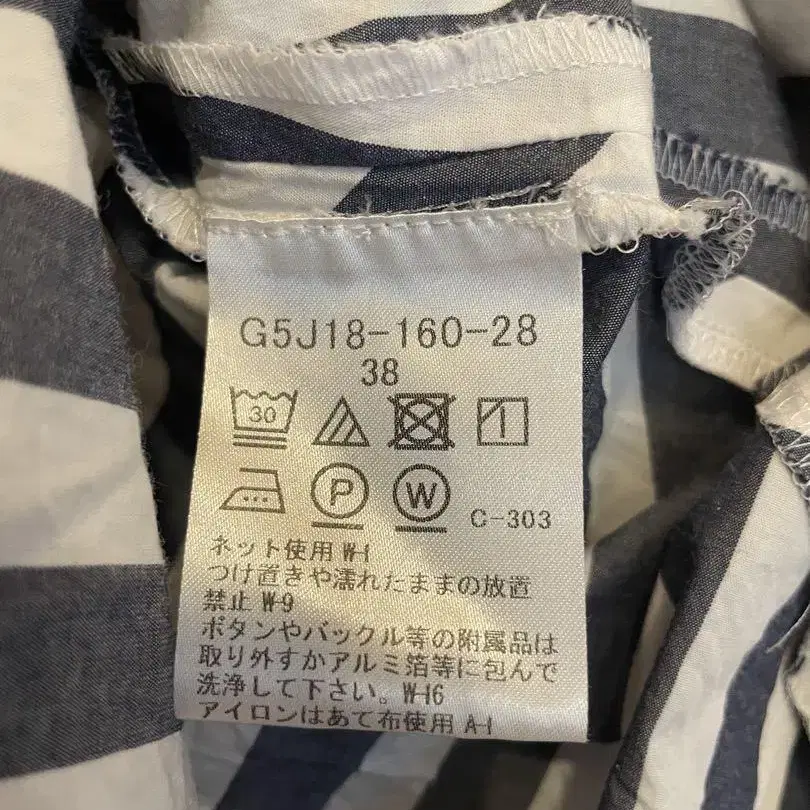 G5J18-160-28
38
30
P W C-303
ネット使用 W-1
つけ置きや濡れたままの放置
禁止 W-9
ボタンやバックル等の附属品は
取り外すかアルミ箔等に包んで
洗浄して下さい。W-16
アイロンはあて布使用 A-1